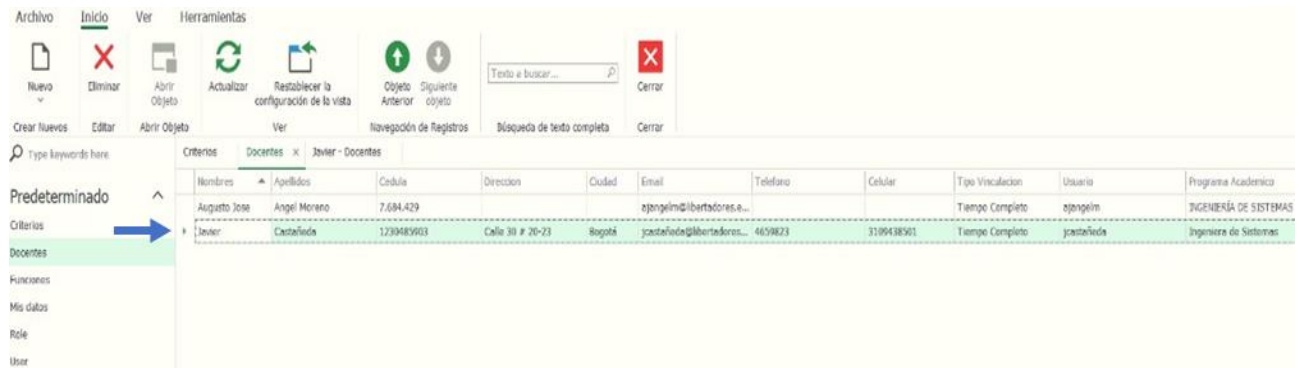 Archivo Inicio Ver Herramientas
Nuevo Eliminar Abrir Objeto Actualizar Restablecer la configuración de la vista Objeto Anterior Siguiente objeto Texto a buscar... Cerrar
Crear Nuevos Editar Abrir Objeto Ver Navegación de Registros Búsqueda de texto completa Cerrar
Type keywords here
Criterios Docentes × Javier - Docentes
Predeterminado
Criterios
Docentes
Funciones
Mis datos
Role
User
Nombres Apellidos Cedula Direccion Ciudad Email Telefono Celular Tipo Vinculacion Usuario Programa Academico
Augusto Jose Angel Moreno 7.684.429 ajangelm@libertadores.e... Tiempo Completo ajangelm INGENIERÍA DE SISTEMAS
Javier Castañeda 1230485903 Calle 30 # 20-23 Bogotá jcastañeda@libertadores... 4659823 3109438501 Tiempo Completo jcastañeda Ingeniera de Sistemas